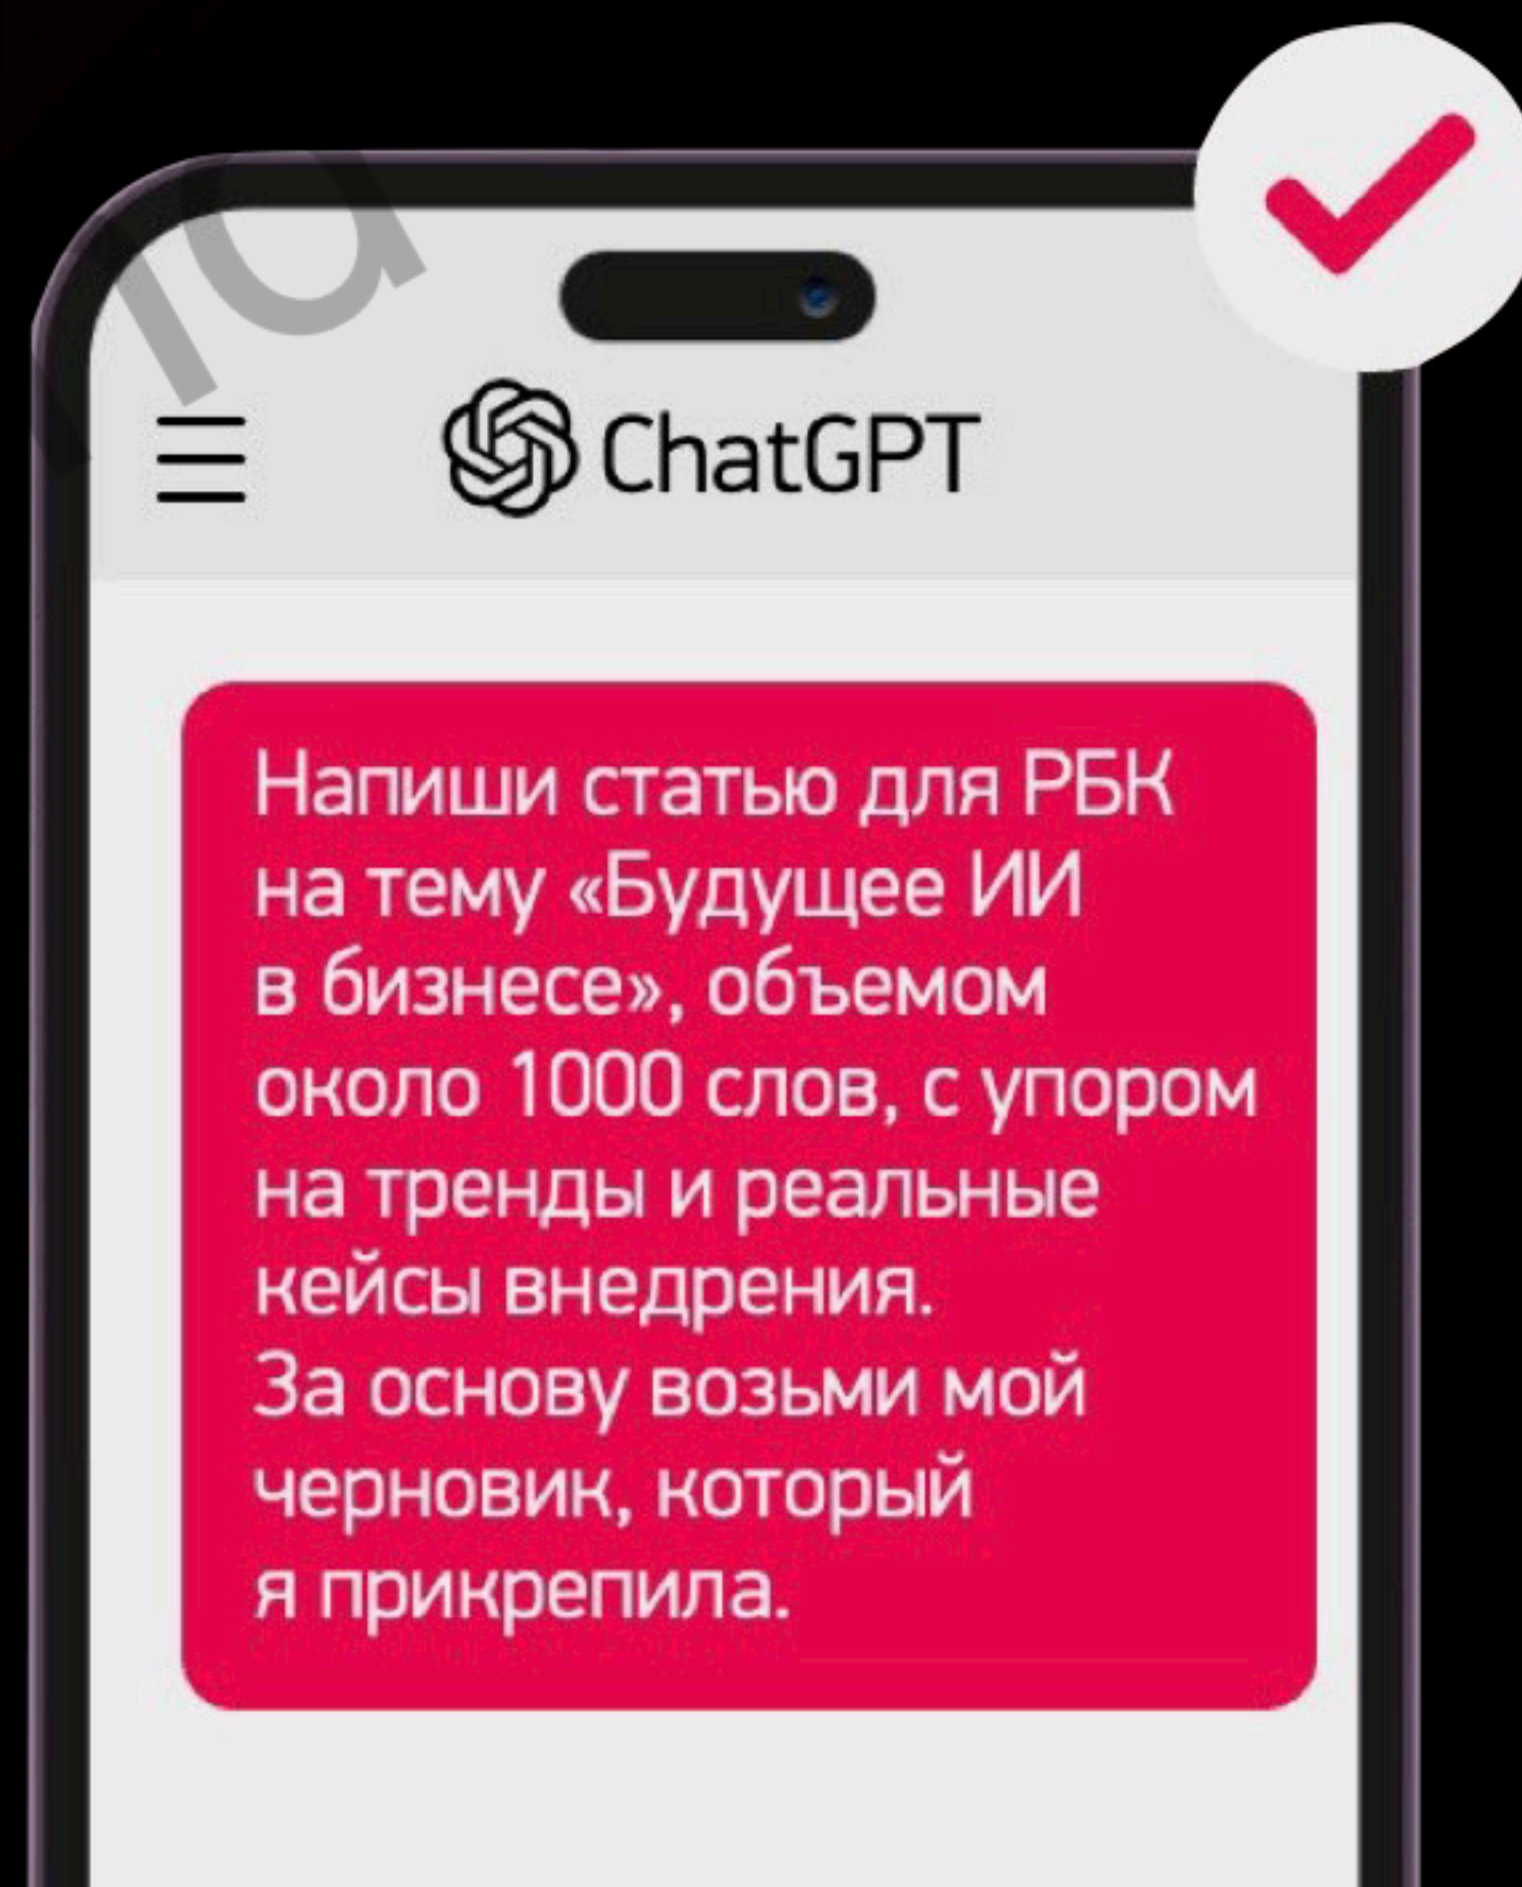 ChatGPT
Напиши статью для РБК
на тему «Будущее ИИ
в бизнесе», объемом
около 1000 слов, с упором
на тренды и реальные
кейсы внедрения.
За основу возьми мой
черновик, который
я прикрепила.